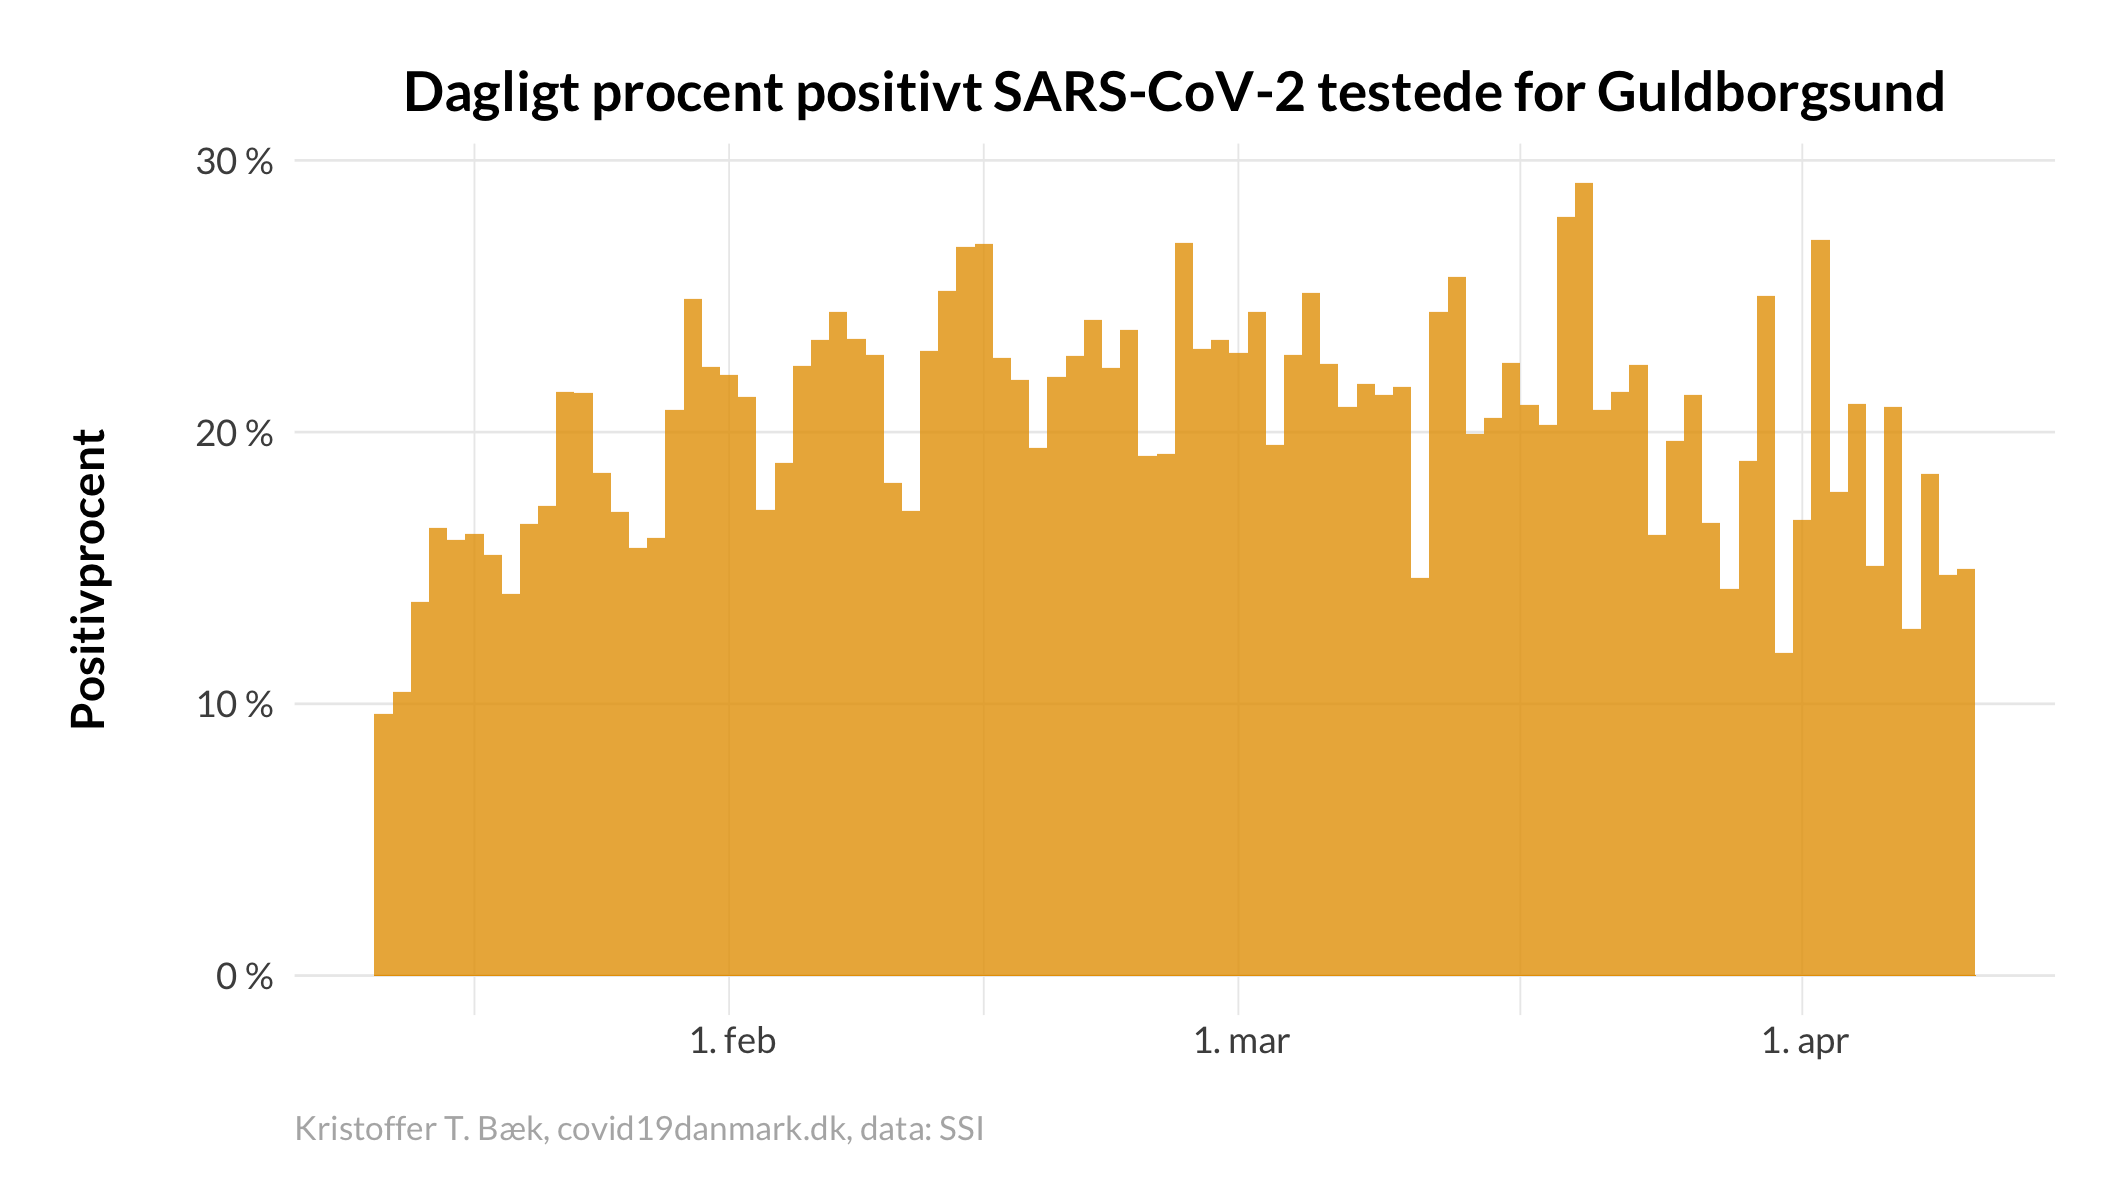 Dagligt procent positivt SARS-CoV-2 testede for Guldborgsund
30 %
20 %
10 %
0 %
Positivprocent
1. feb
1. mar
1. apr
Kristoffer T. Bæk, covid19danmark.dk, data: SSI